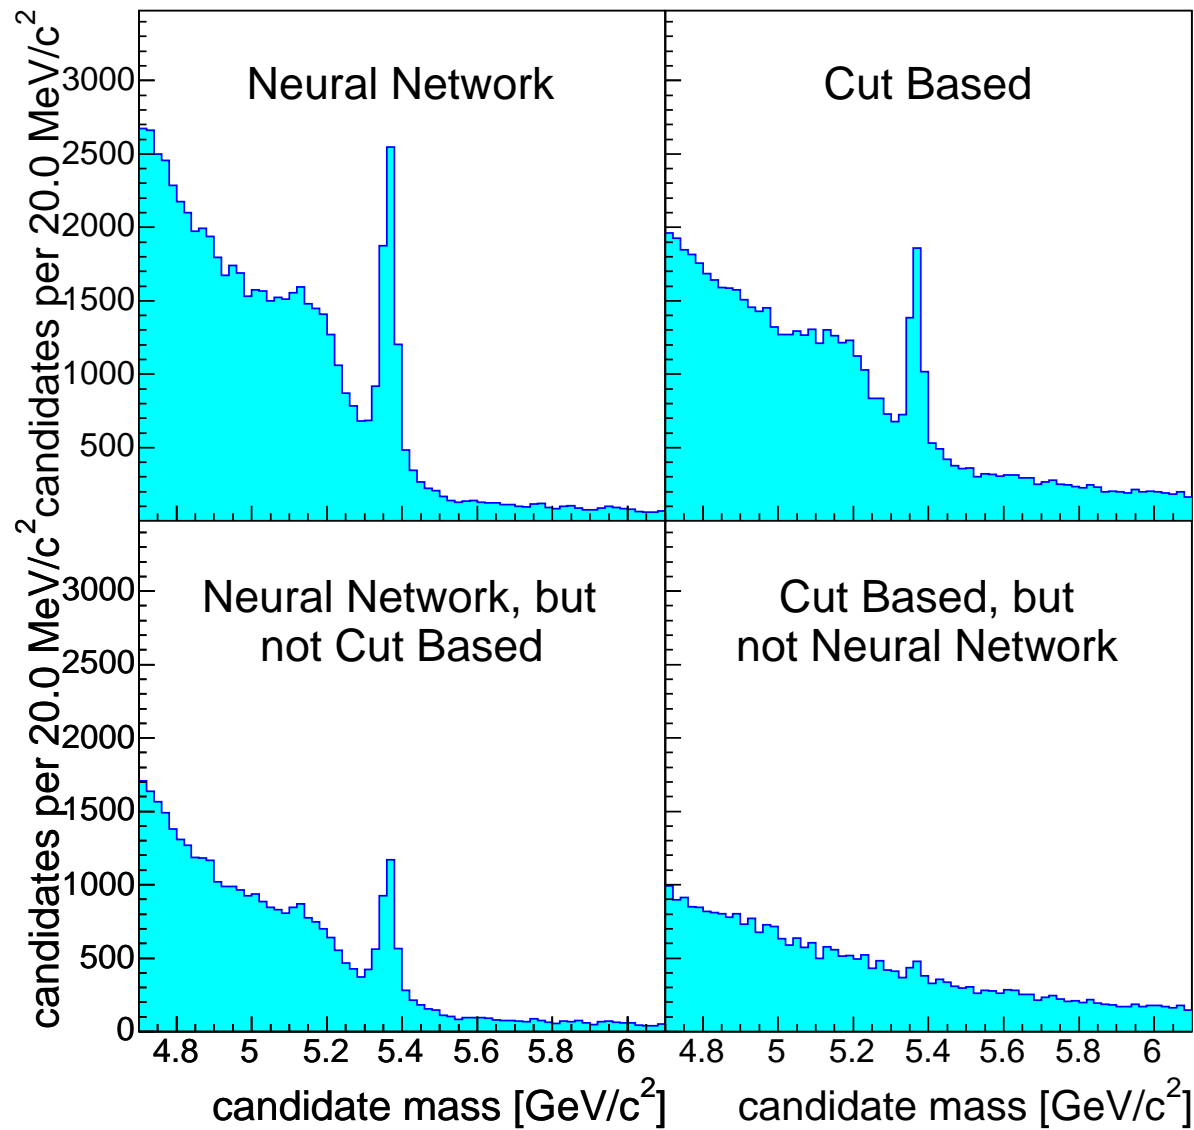 candidates per 20.0 MeV/c²
3000
2500
2000
1500
1000
500
Neural Network
Cut Based
candidates per 20.0 MeV/c²
3000
2500
2000
1500
1000
500
0
Neural Network, but
not Cut Based
Cut Based, but
not Neural Network
4.8 5 5.2 5.4 5.6 5.8 6
4.8 5 5.2 5.4 5.6 5.8 6
candidate mass [GeV/c²]
candidate mass [GeV/c²]